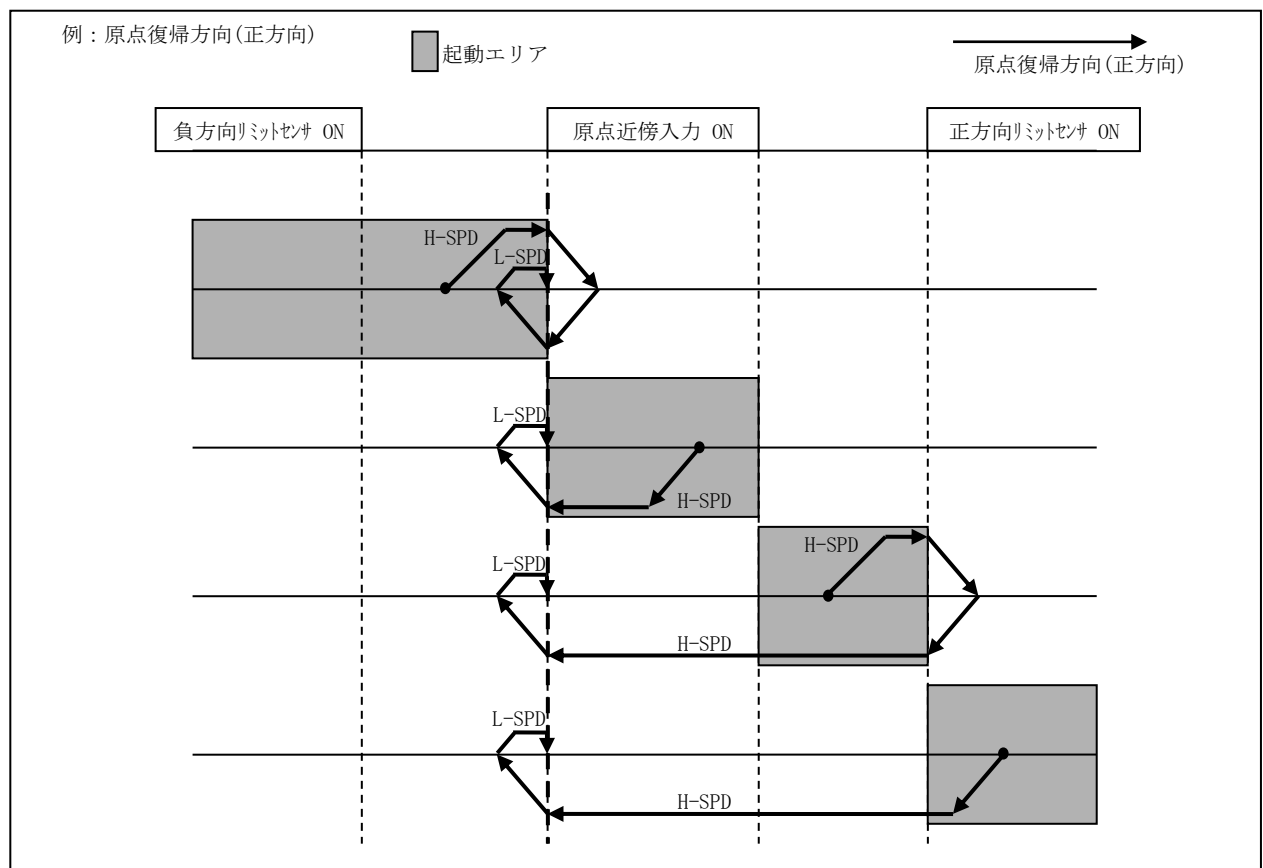 例：原点復帰方向(正方向)
起動エリア
原点復帰方向(正方向)
負方向ﾘﾐｯﾄｾﾝｻ ON
原点近傍入力 ON
正方向ﾘﾐｯﾄｾﾝｻ ON
H-SPD
L-SPD
L-SPD
H-SPD
H-SPD
L-SPD
H-SPD
L-SPD
H-SPD